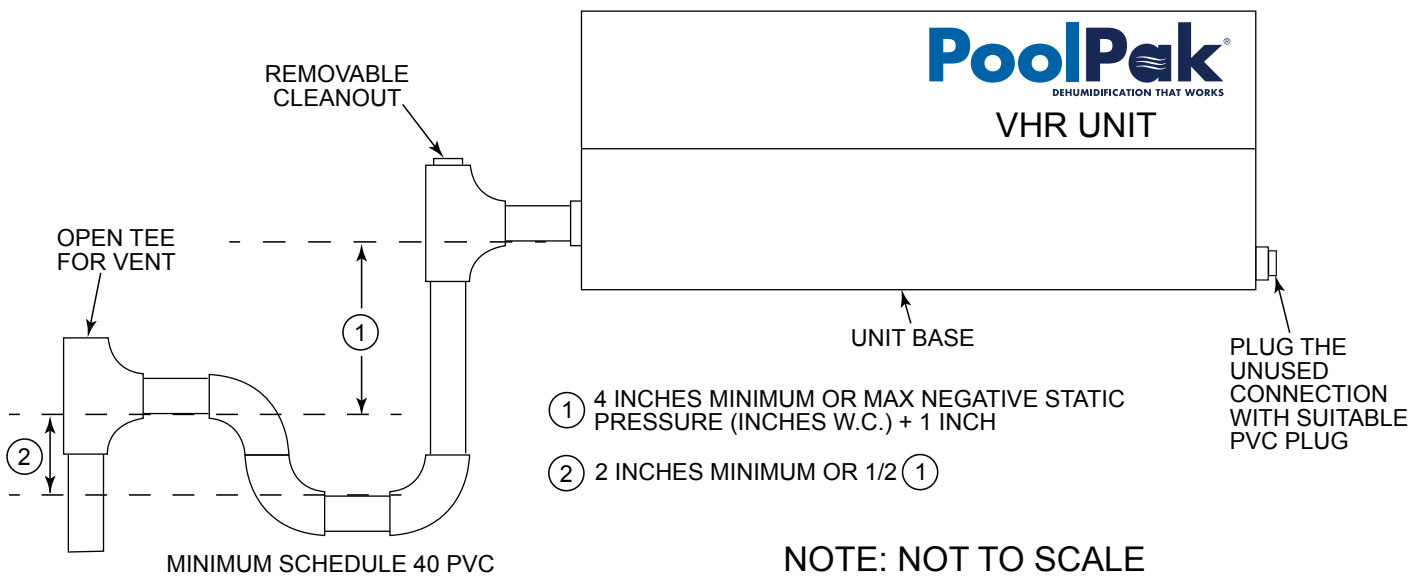 PoolPak®
DEHUMIDIFICATION THAT WORKS
VHR UNIT
REMOVABLE
CLEANOUT
OPEN TEE
FOR VENT
1
2
UNIT BASE
PLUG THE
UNUSED
CONNECTION
WITH SUITABLE
PVC PLUG
1 4 INCHES MINIMUM OR MAX NEGATIVE STATIC
PRESSURE (INCHES W.C.) + 1 INCH
2 2 INCHES MINIMUM OR 1/2 1
MINIMUM SCHEDULE 40 PVC
NOTE: NOT TO SCALE